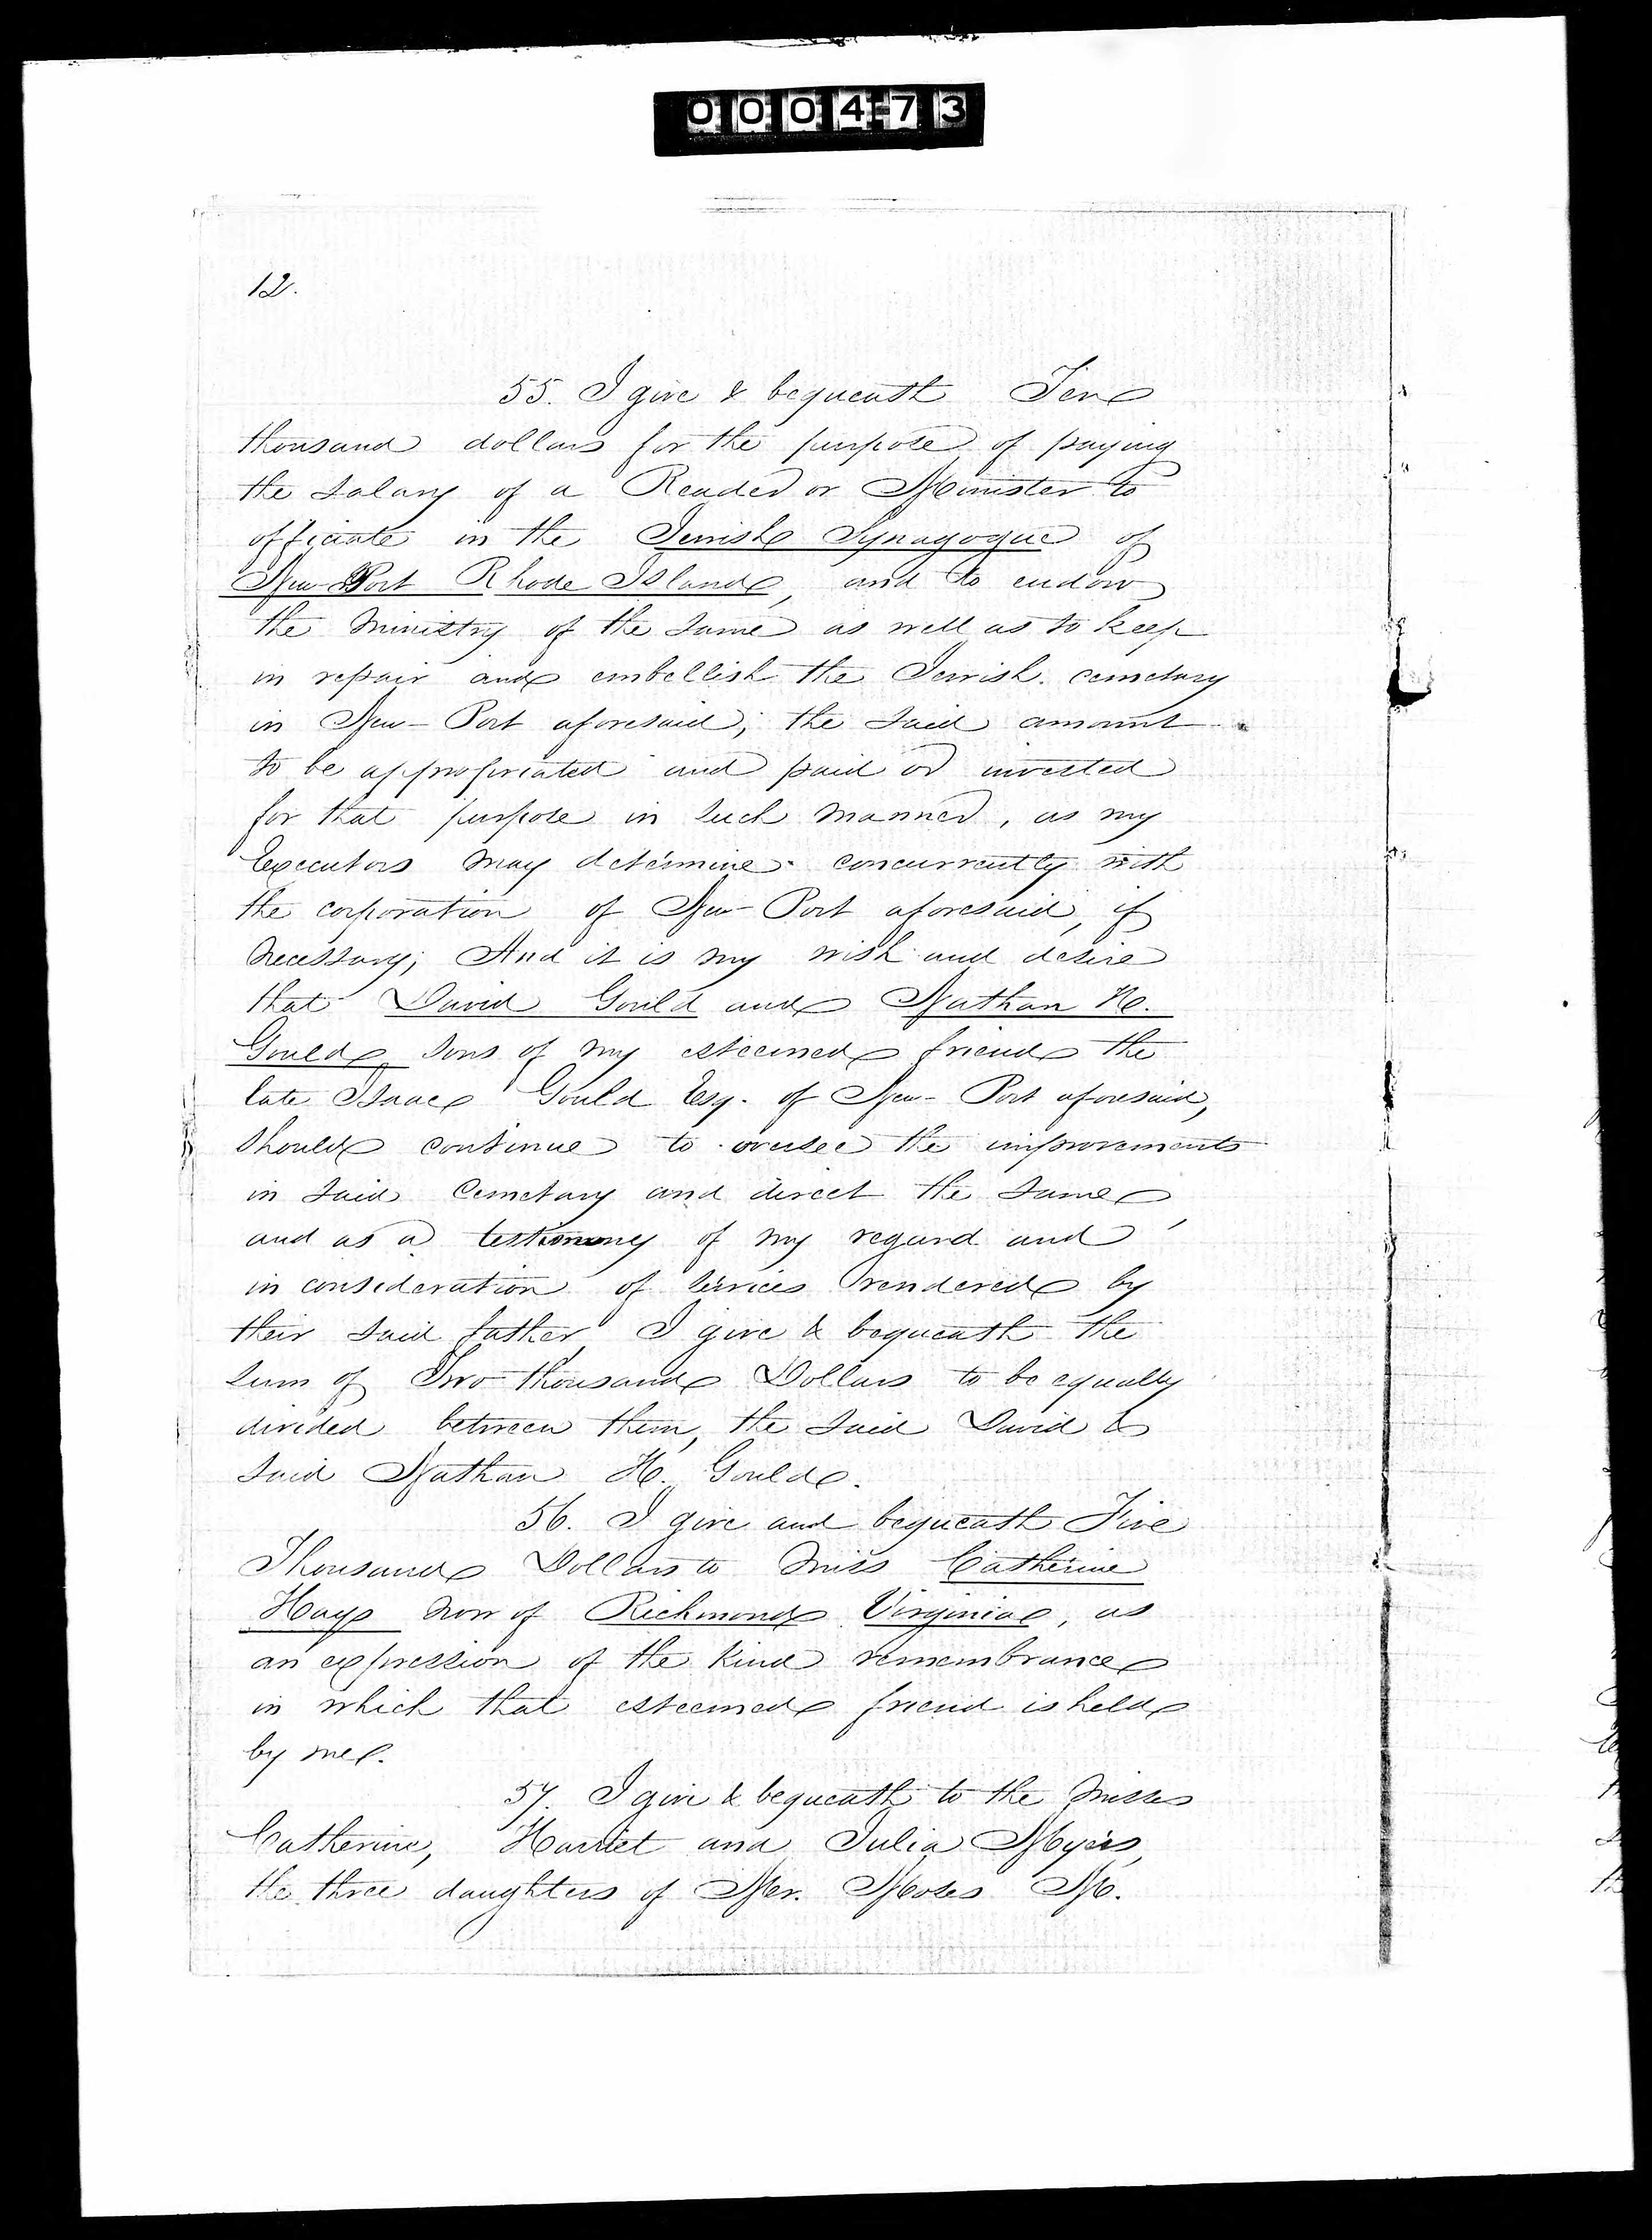 000473
12.
55. I give & bequeath Ten
thousand dollars for the purpose of paying
the salary of a Reader or Minister to
officiate in the Jewish Synagogue of
New-Port Rhode Island, and to endow
the Ministry of the same as well as to keep
in repair and embellish the Jewish cemetary
in New-Port aforesaid; the said amount
to be appropriated and paid or invested
for that purpose in such manner, as my
Executors may determine concurrently with
the corporation of New-Port aforesaid, if
necessary; And it is my wish and desire
that David Gould and Nathan H.
Gould sons of my esteemed friend the
late Isaac Gould Esq. of New-Port aforesaid,
should continue to oversee the improvements
in said Cemetary and direct the same,
and as a testimony of my regard and
in consideration of services rendered by
their said father, I give & bequeath the
sum of Two thousand Dollars to be equally
divided between them, the said David &
said Nathan H. Gould.
56. I give and bequeath Five
Thousand Dollars to Miss Catherine
Hays now of Richmond Virginia, as
an expression of the kind remembrance
in which that esteemed friend is held
by me.
57. I give & bequeath to the Misses
Catherine, Harriet and Julia Myers,
the three daughters of Mr. Moses M.